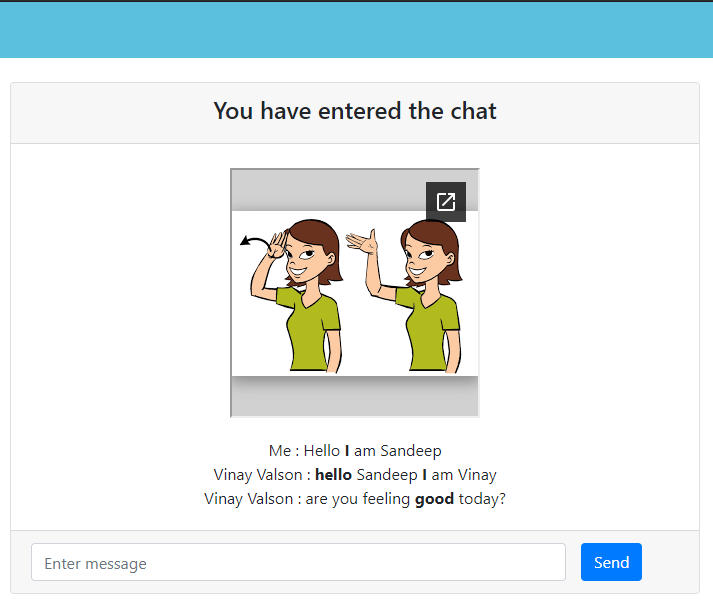 You have entered the chat
Me : Hello I am Sandeep
Vinay Valson : hello Sandeep I am Vinay
Vinay Valson : are you feeling good today?
Enter message
Send